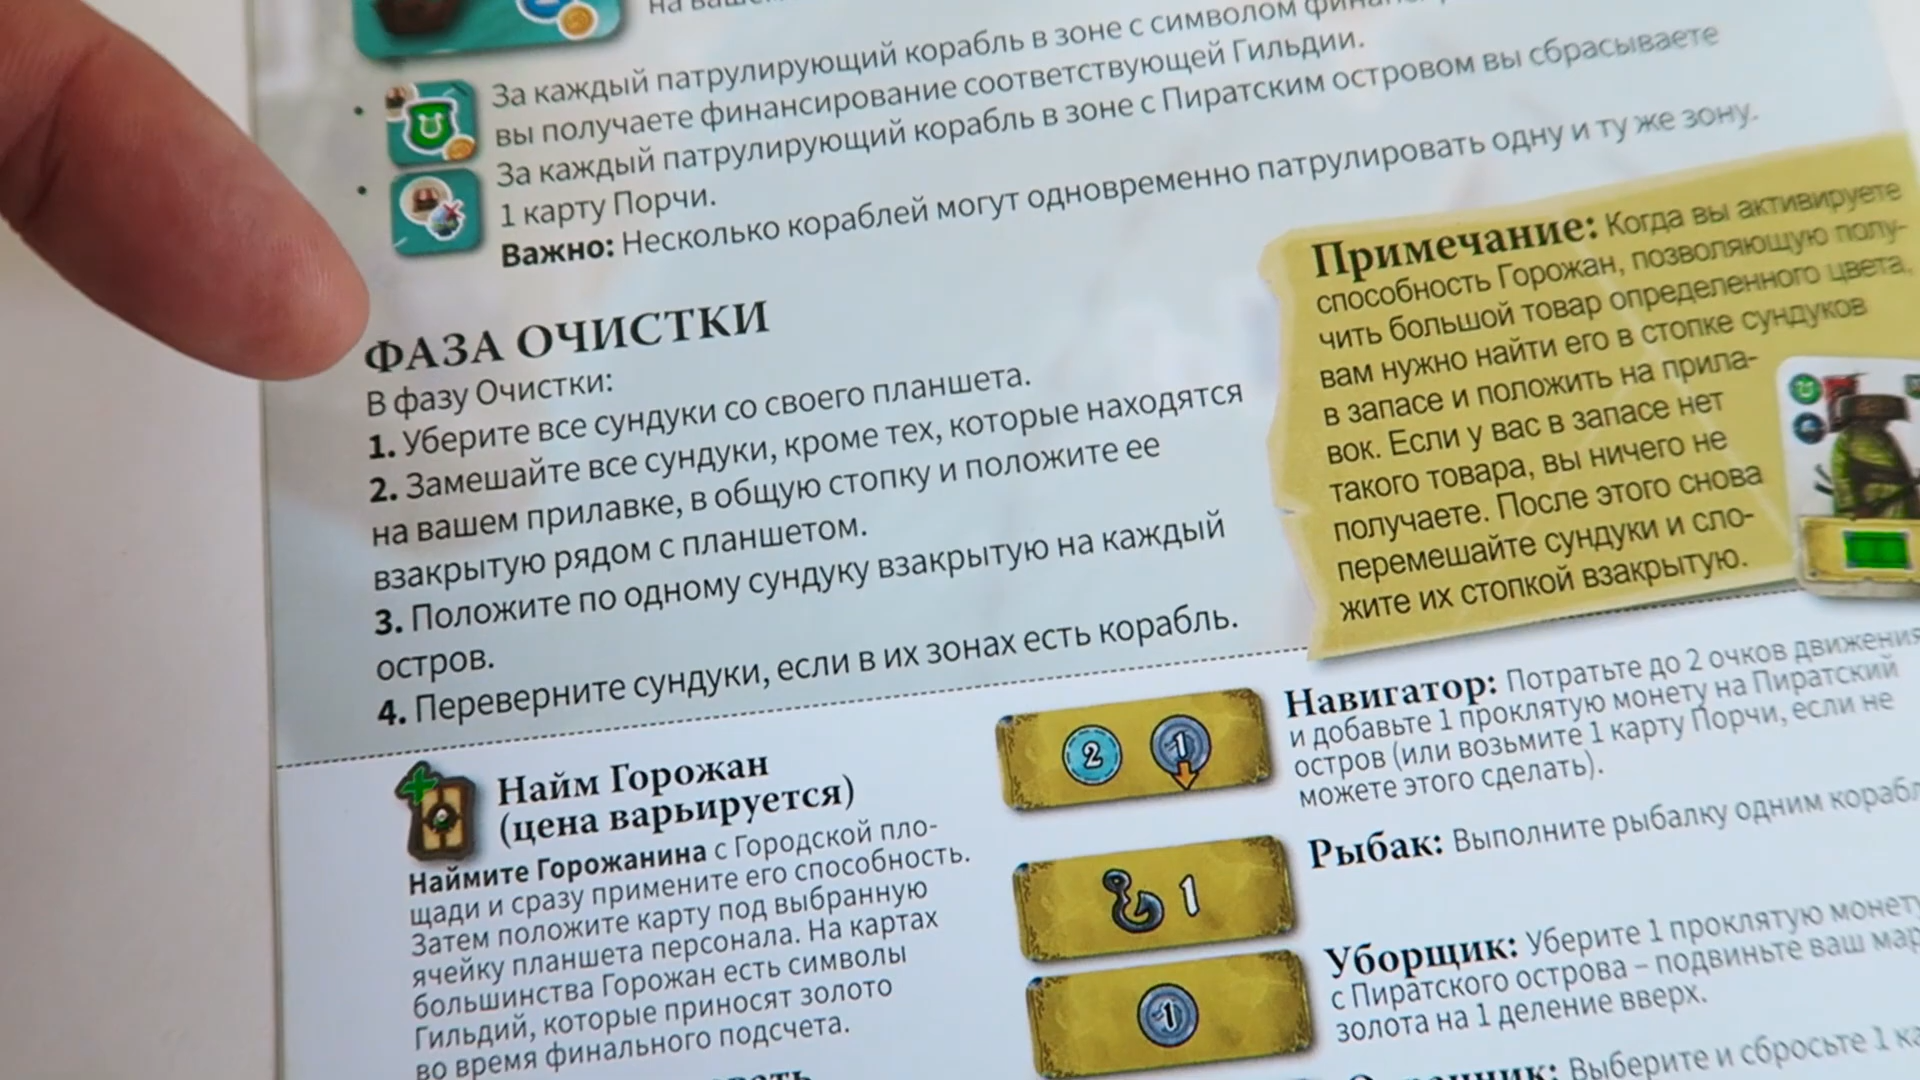 на вашем
За каждый патрулирующий корабль в зоне с символом
вы получаете финансирование соответствующей Гильдии.
За каждый патрулирующий корабль в зоне с Пиратским островом вы сбрасываете
1 карту Порчи.
Важно: Несколько кораблей могут одновременно патрулировать одну и ту же зону.
ФАЗА ОЧИСТКИ
В фазу Очистки:
1. Уберите все сундуки со своего планшета.
2. Замешайте все сундуки, кроме тех, которые находятся
на вашем прилавке, в общую стопку и положите ее
взакрытую рядом с планшетом.
3. Положите по одному сундуку взакрытую на каждый
остров.
4. Переверните сундуки, если в их зонах есть корабль.
Примечание: Когда вы активируете
способность Горожан, позволяющую полу-
чить большой товар определенного цвета,
вам нужно найти его в стопке сундуков
в запасе и положить на прила-
вок. Если у вас в запасе нет
такого товара, вы ничего не
получаете. После этого снова
перемешайте сундуки и сло-
жите их стопкой взакрытую.
Найм Горожан
(цена варьируется)
Наймите Горожанина с Городской пло-
щади и сразу примените его способность.
Затем положите карту под выбранную
ячейку планшета персонала. На картах
большинства Горожан есть символы
Гильдий, которые приносят золото
во время финального подсчета.
2 1
Навигатор: Потратьте до 2 очков движения
и добавьте 1 проклятую монету на Пиратский
остров (или возьмите 1 карту Порчи, если не
можете этого сделать).
1
Рыбак: Выполните рыбалку одним
1
Уборщик: Уберите 1 проклятую монету
с Пиратского острова – подвиньте ваш
золота на 1 деление вверх.
Выберите и сбросьте 1